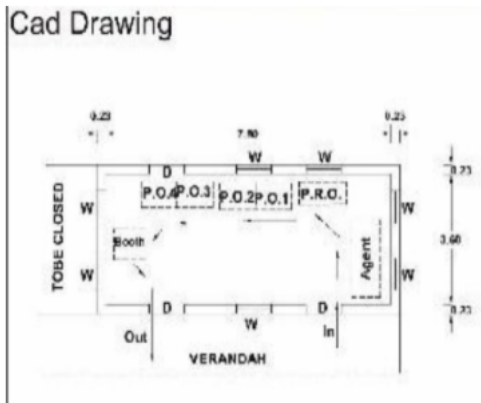 Cad Drawing
0.23
0.23
7.80
W
W
D
0.23
P.O.4
P.O.3
P.O.2
P.O.1
P.R.O.
W
W
TOBE CLOSED
Booth
Agent
3.60
W
W
D
W
D
0.23
Out
In
VERANDAH